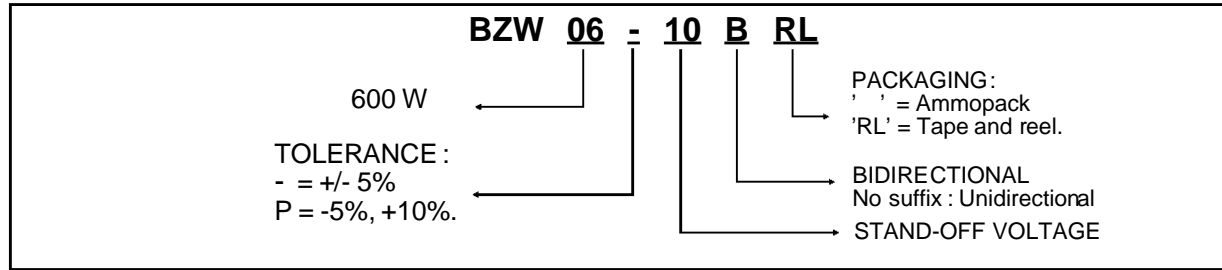 BZW 06 - 10 B RL
600 W
TOLERANCE :
- = +/- 5%
P = -5%, +10%.
PACKAGING :
’ ’ = Ammopack
’RL’ = Tape and reel.
BIDIRECTIONAL
No suffix : Unidirectional
STAND-OFF VOLTAGE